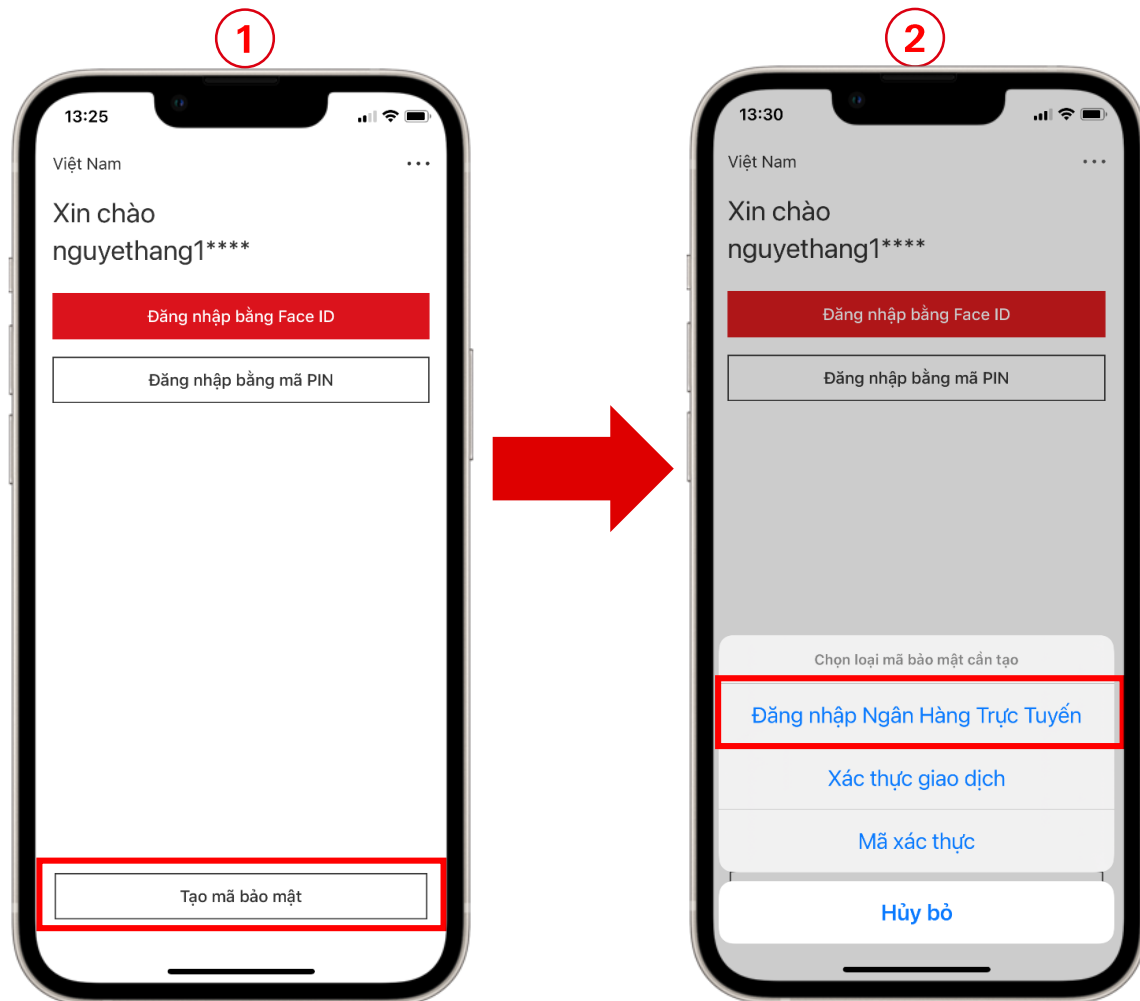 1
13:25
Việt Nam
Xin chào
nguyethang1****
Đăng nhập bằng Face ID
Đăng nhập bằng mã PIN
Tạo mã bảo mật
2
13:30
Việt Nam
Xin chào
nguyethang1****
Đăng nhập bằng Face ID
Đăng nhập bằng mã PIN
Chọn loại mã bảo mật cần tạo
Đăng nhập Ngân Hàng Trực Tuyến
Xác thực giao dịch
Mã xác thực
Hủy bỏ